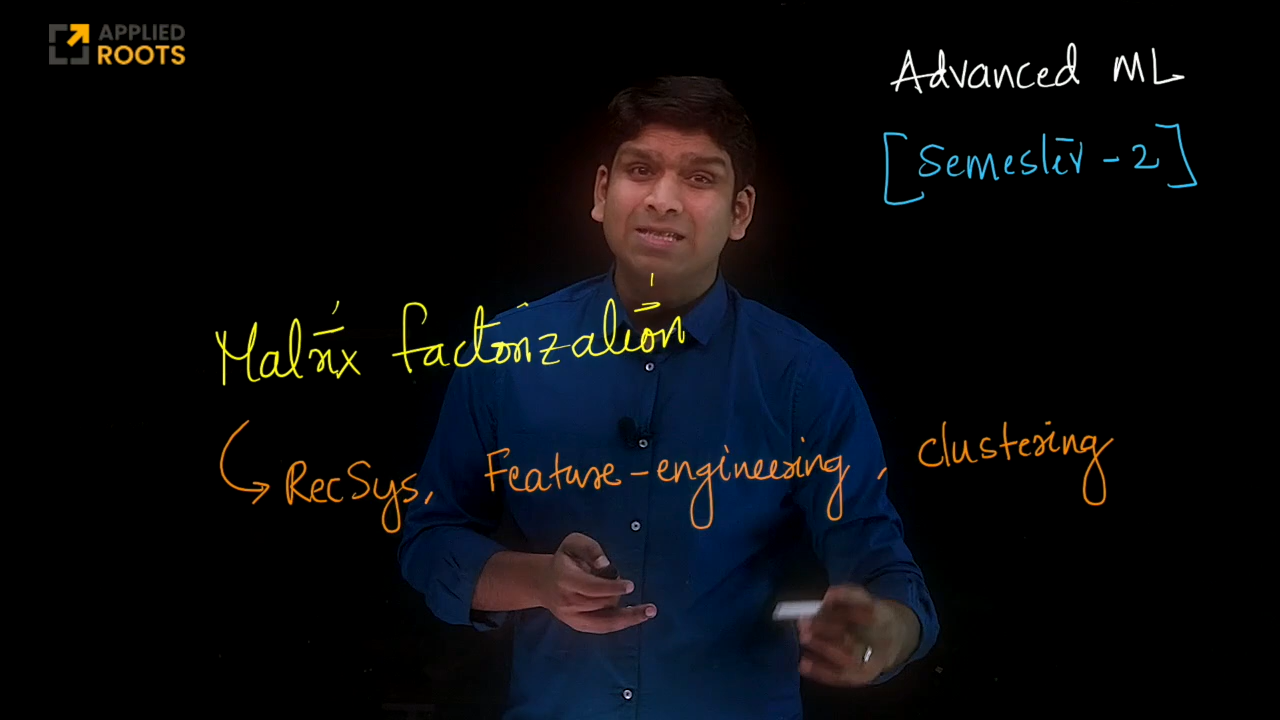 APPLIED
ROOTS
Advanced ML
[Semester - 2]
Matrix factorization
RecSys, Feature-engineering, clustering